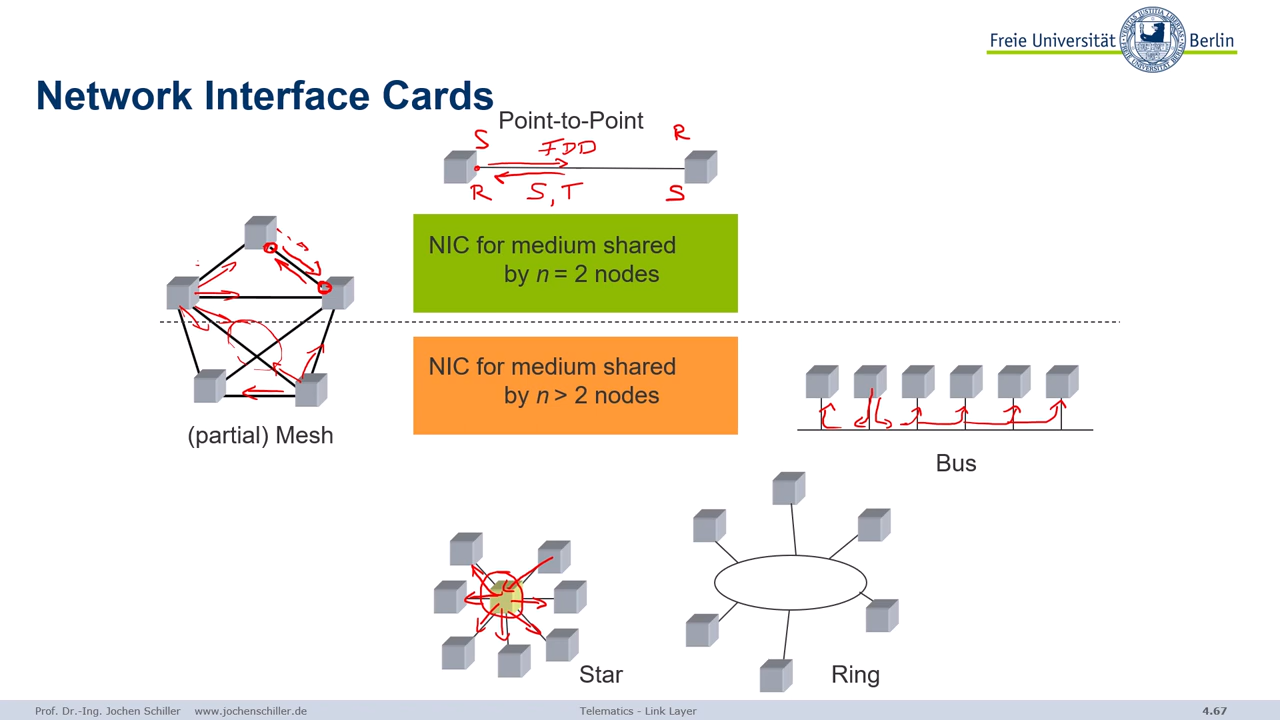 Freie Universität Berlin
Network Interface Cards
Point-to-Point
S
R
FDD
R
S, T
S
NIC for medium shared
by n = 2 nodes
NIC for medium shared
by n > 2 nodes
(partial) Mesh
Bus
Star
Ring
Prof. Dr.-Ing. Jochen Schiller www.jochenschiller.de
Telematics - Link Layer
4.67